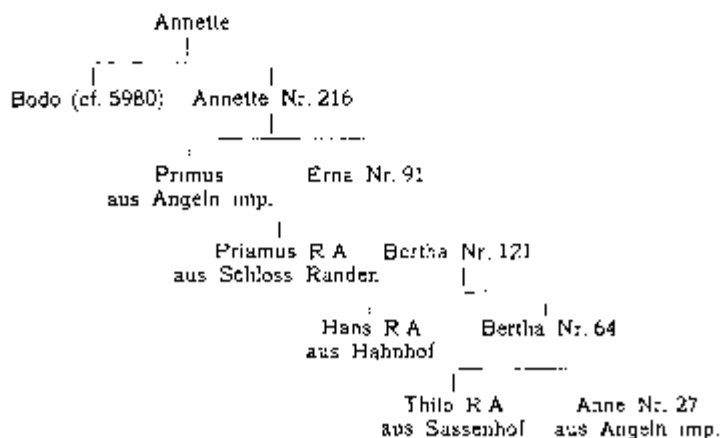 Annette
Bodo (cf. 5980) Annette Nr. 216
Primus Erna Nr. 91
aus Angeln imp.
Priamus R A Bertha Nr. 121
aus Schloss Randen
Hans R A Bertha Nr. 64
aus Hahnhof
Thilo R A Anne Nr. 27
aus Sassenhof aus Angeln imp.